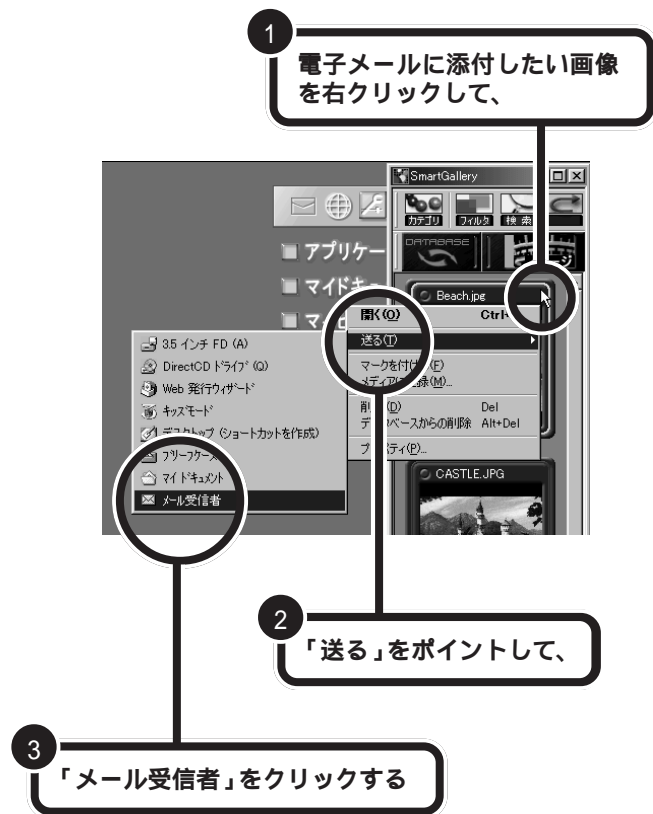 1
電子メールに添付したい画像
を右クリックして、
SmartGallery
カテゴリ フィルタ 検索
DATABASE
アプリケー
マイドキュ
Beach.jpg
開く(O)
送る(T)
マークを付け (F)
メディア 録(M)...
削 (D) Del
デ ベースからの削除 Alt+Del
プ ティ(P)...
3.5 インチ FD (A)
DirectCD ドライブ (Q)
Web 発行ウィザード
キッズモード
デスクトップ (ショートカットを作成)
ブリーフケース
マイ ドキュメント
メール受信者
CASTLE.JPG
2
「送る」をポイントして、
3
「メール受信者」をクリックする